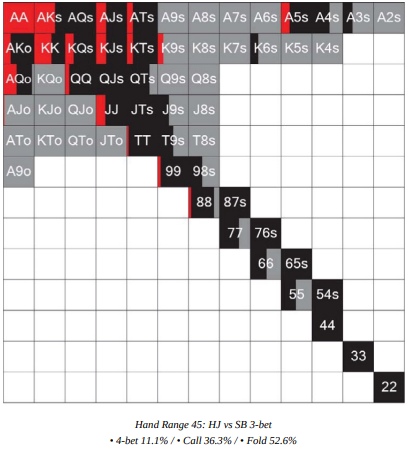 AA AKs AQs AJs ATs A9s A8s A7s A6s A5s A4s A3s A2s
AKo KK KQs KJs KTs K9s K8s K7s K6s K5s K4s
AQo KQo QQ QJs QTs Q9s Q8s
AJo KJo QJo JJ JTs J9s J8s
ATo KTo QTo JTo TT T9s T8s
A9o 99 98s
88 87s
77 76s
66 65s
55 54s
44
33
22
Hand Range 45: HJ vs SB 3-bet
• 4-bet 11.1% / • Call 36.3% / • Fold 52.6%